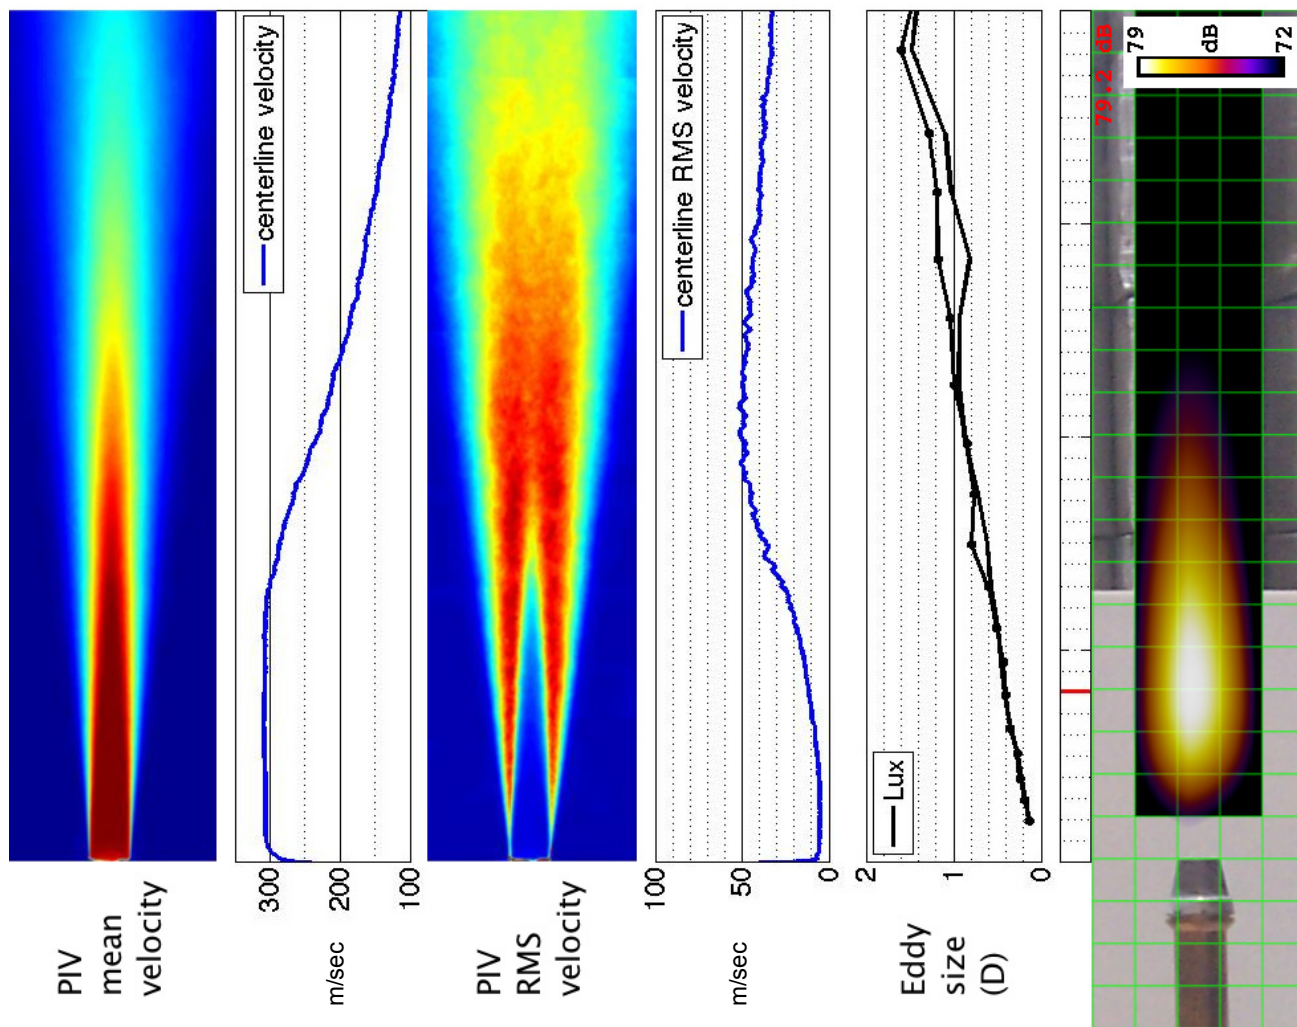 PIV
mean
velocity
300
200
100
m/sec
centerline velocity
PIV
RMS
velocity
100
50
0
m/sec
centerline RMS velocity
Eddy
size
(D)
2
1
0
Lux
79.2 dB
79
dB
72